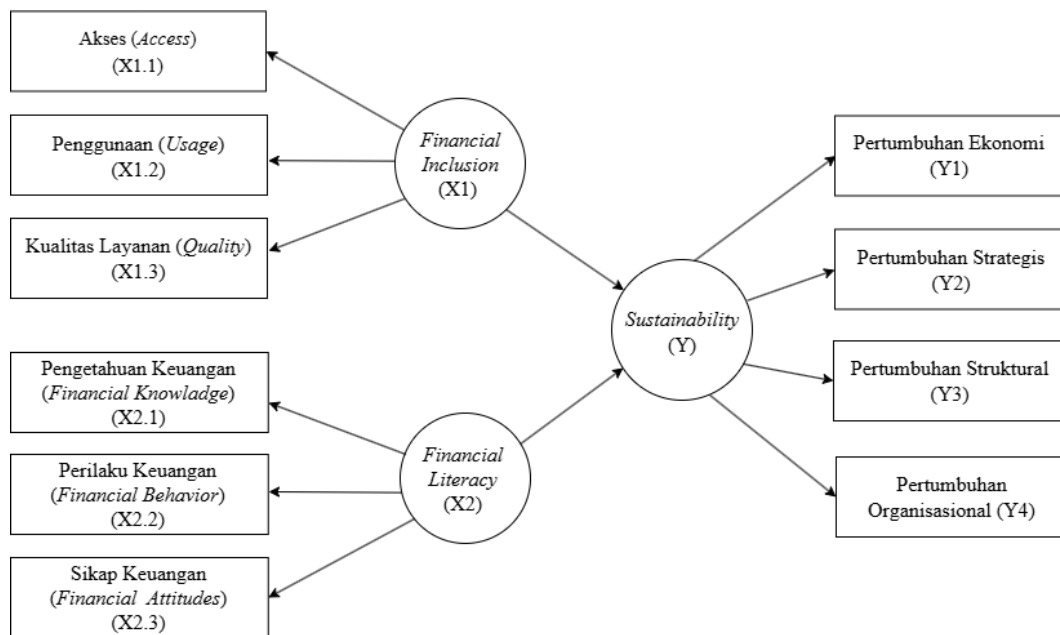 Akses (Access)
(X1.1)
Penggunaan (Usage)
(X1.2)
Kualitas Layanan (Quality)
(X1.3)
Pengetahuan Keuangan
(Financial Knowladge)
(X2.1)
Perilaku Keuangan
(Financial Behavior)
(X2.2)
Sikap Keuangan
(Financial Attitudes)
(X2.3)
Financial
Inclusion
(X1)
Financial
Literacy
(X2)
Sustainability
(Y)
Pertumbuhan Ekonomi
(Y1)
Pertumbuhan Strategis
(Y2)
Pertumbuhan Struktural
(Y3)
Pertumbuhan
Organisasional (Y4)